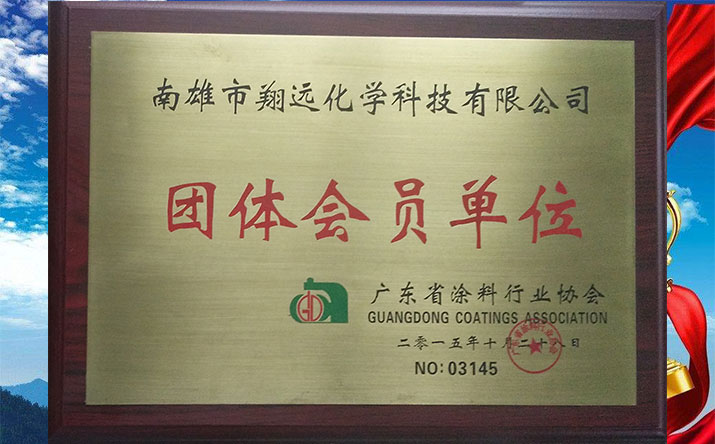 南雄市翔远化学科技有限公司
团体会员单位
广东省涂料行业协会
GUANGDONG COATINGS ASSOCIATION
二零一五年十月二十八日
NO: 03145